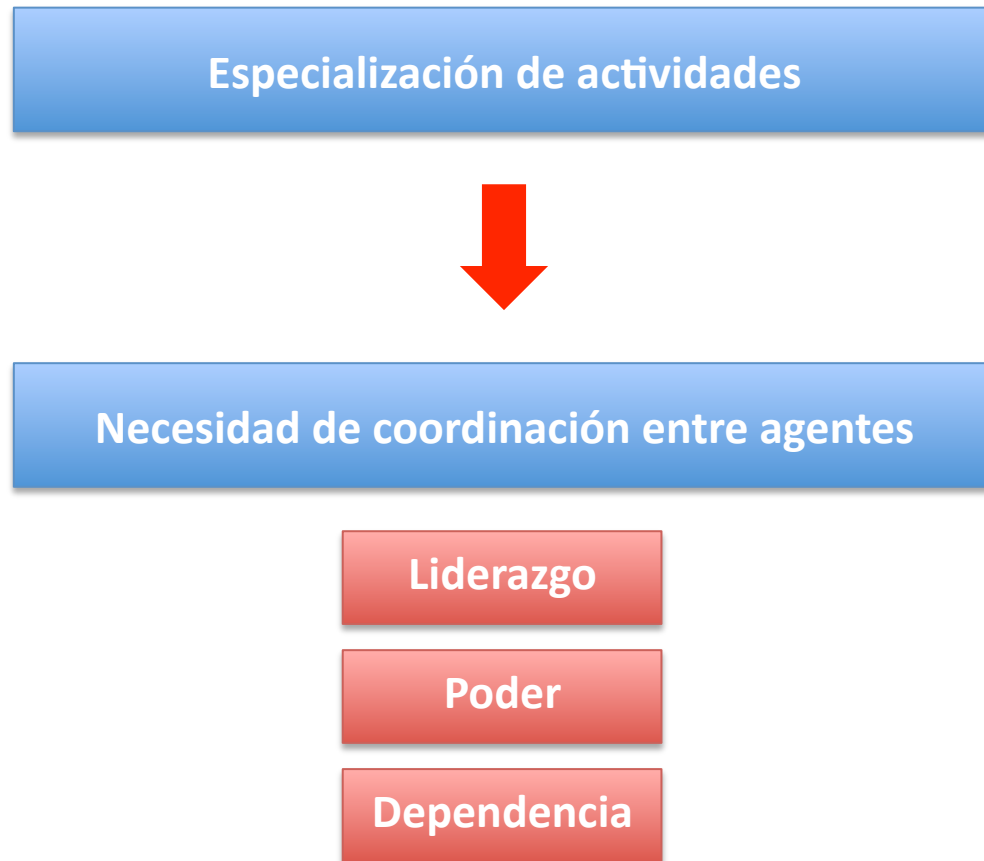 Especialización de actividades
Necesidad de coordinación entre agentes
Liderazgo
Poder
Dependencia